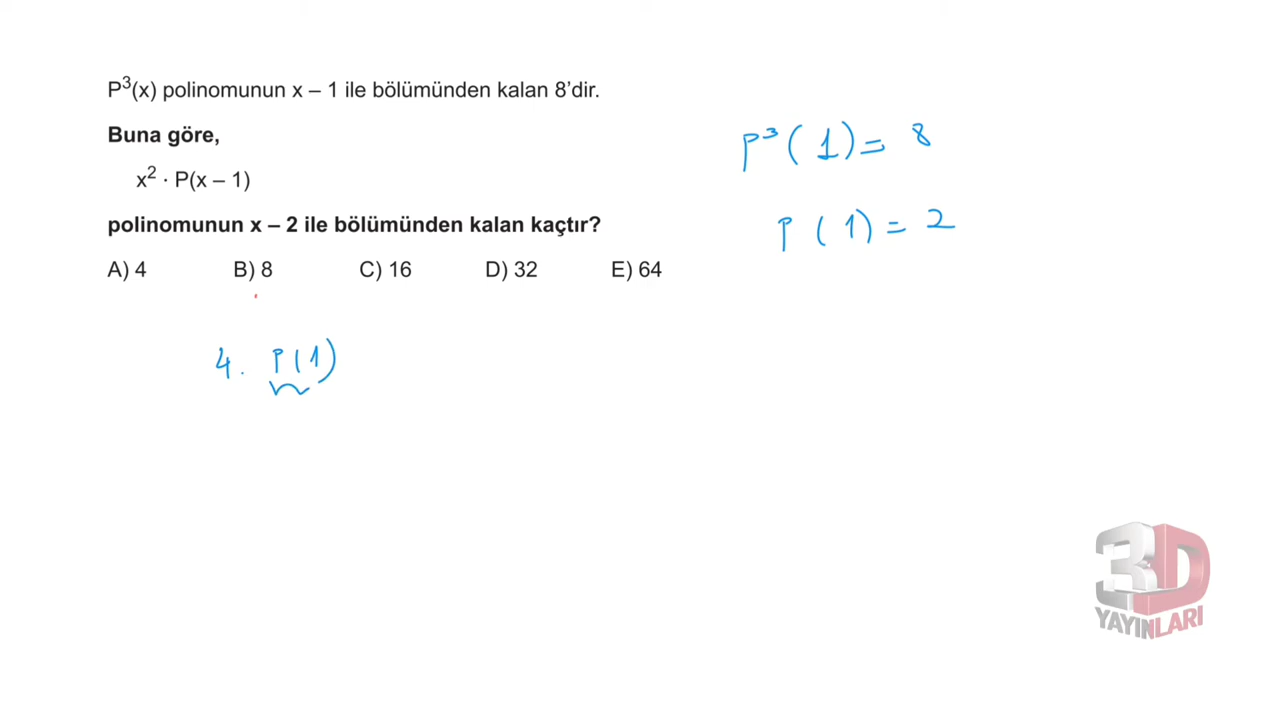 P³(x) polinomunun x – 1 ile bölümünden kalan 8’dir.
Buna göre,
x² · P(x – 1)
polinomunun x – 2 ile bölümünden kalan kaçtır?
A) 4 B) 8 C) 16 D) 32 E) 64
P³(1) = 8
P(1) = 2
4. P(1)
3D
YAYINLARI